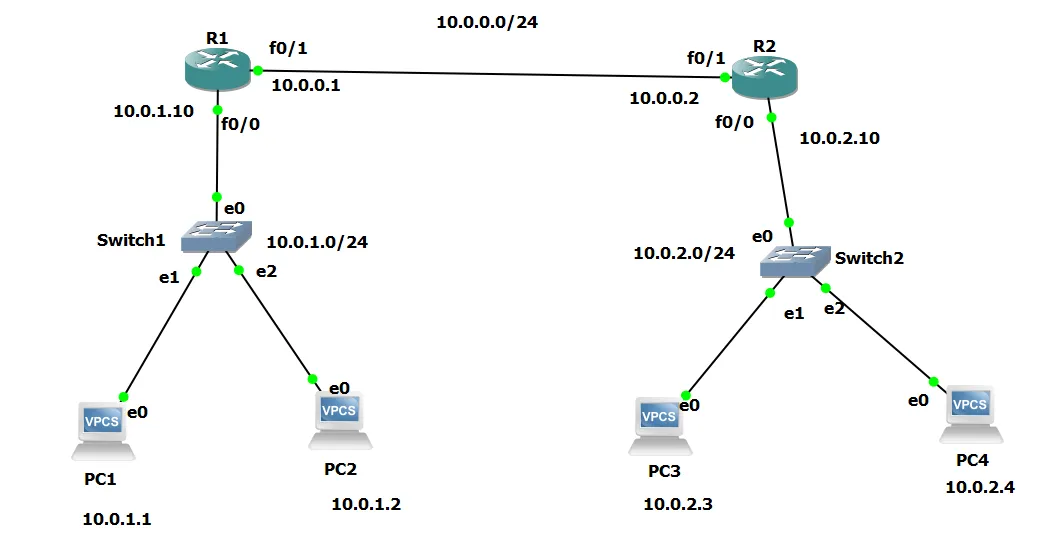 10.0.0.0/24
R1
R2
f0/1
f0/1
10.0.0.1
10.0.0.2
10.0.1.10
f0/0
f0/0
10.0.2.10
e0
e0
Switch1
10.0.1.0/24
10.0.2.0/24
Switch2
e1
e2
e1
e2
e0
e0
e0
e0
VPCS
VPCS
VPCS
VPCS
PC1
PC2
PC3
PC4
10.0.1.1
10.0.1.2
10.0.2.3
10.0.2.4